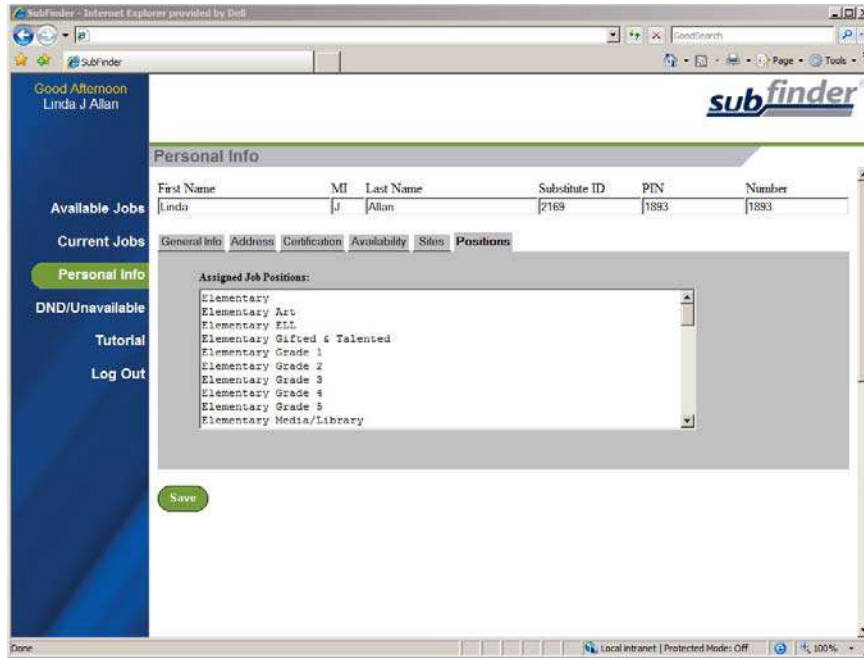 SubFinder - Internet Explorer provided by Dell
GoodSearch
SubFinder
Page Tools
Good Afternoon
Linda J Allan
subfinder
Personal Info
First Name MI Last Name Substitute ID PIN Number
Linda J Allan 2169 1893 1893
Available Jobs
Current Jobs
Personal Info
DND/Unavailable
Tutorial
Log Out
General Info Address Certification Availability Sites Positions
Assigned Job Positions:
Elementary
Elementary Art
Elementary ELL
Elementary Gifted & Talented
Elementary Grade 1
Elementary Grade 2
Elementary Grade 3
Elementary Grade 4
Elementary Grade 5
Elementary Media/Library
Save
Done Local intranet | Protected Mode: Off 100%